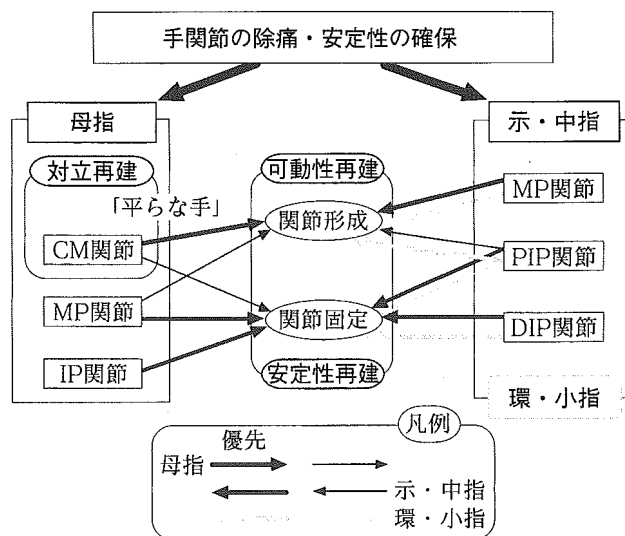 手関節の除痛・安定性の確保
母指
示・中指
対立再建
可動性再建
「平らな手」
MP関節
関節形成
CM関節
PIP関節
MP関節
関節固定
DIP関節
IP関節
安定性再建
環・小指
凡例
優先
母指
示・中指
環・小指